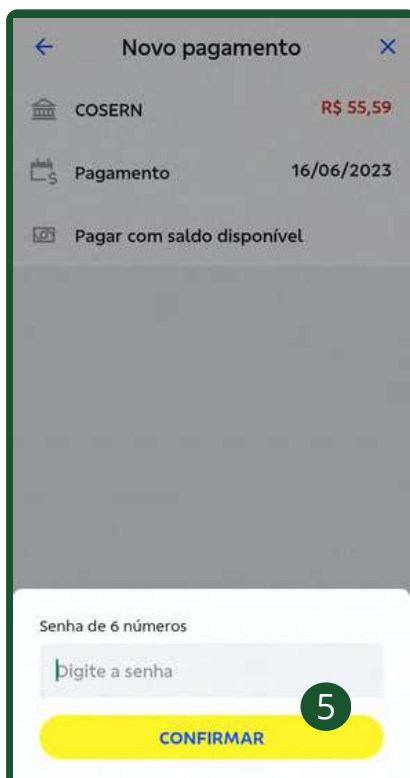 Novo pagamento
COSERN R$ 55,59
Pagamento 16/06/2023
Pagar com saldo disponível
Senha de 6 números
Digite a senha
5
CONFIRMAR